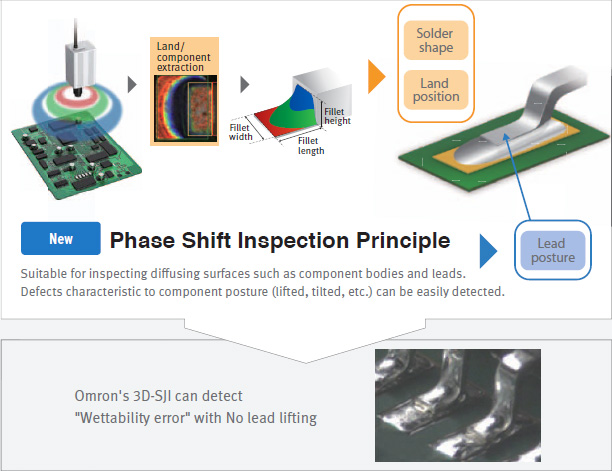 Land/
component
extraction
Fillet
width
Fillet
length
Fillet
height
Solder
shape
Land
position
New
Phase Shift Inspection Principle
Lead
posture
Suitable for inspecting diffusing surfaces such as component bodies and leads.
Defects characteristic to component posture (lifted, tilted, etc.) can be easily detected.
Omron's 3D-SJI can detect
"Wettability error" with No lead lifting